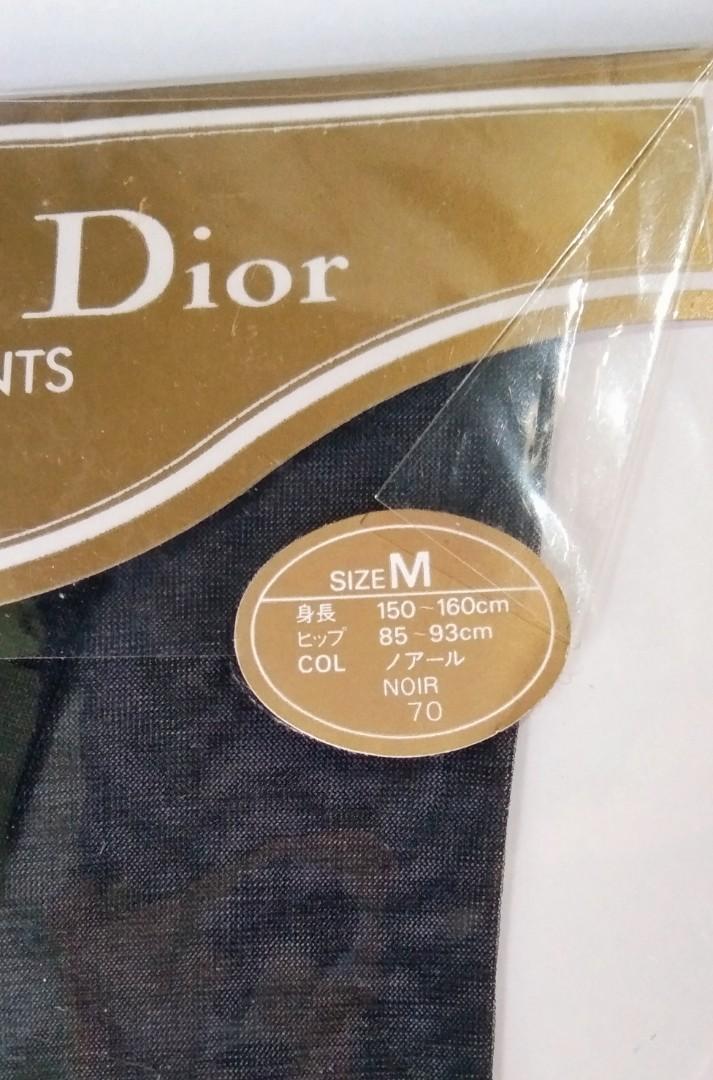 Dior
NTS
SIZE M
身長 150~160cm
ヒップ 85~93cm
COL ノアール
NOIR
70